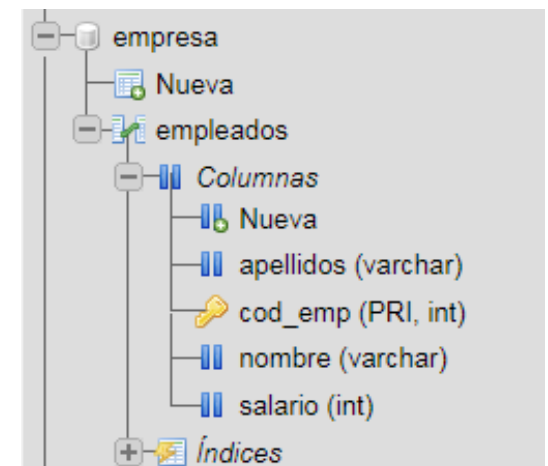 empresa
Nueva
empleados
Columnas
Nueva
apellidos (varchar)
cod_emp (PRI, int)
nombre (varchar)
salario (int)
Índices